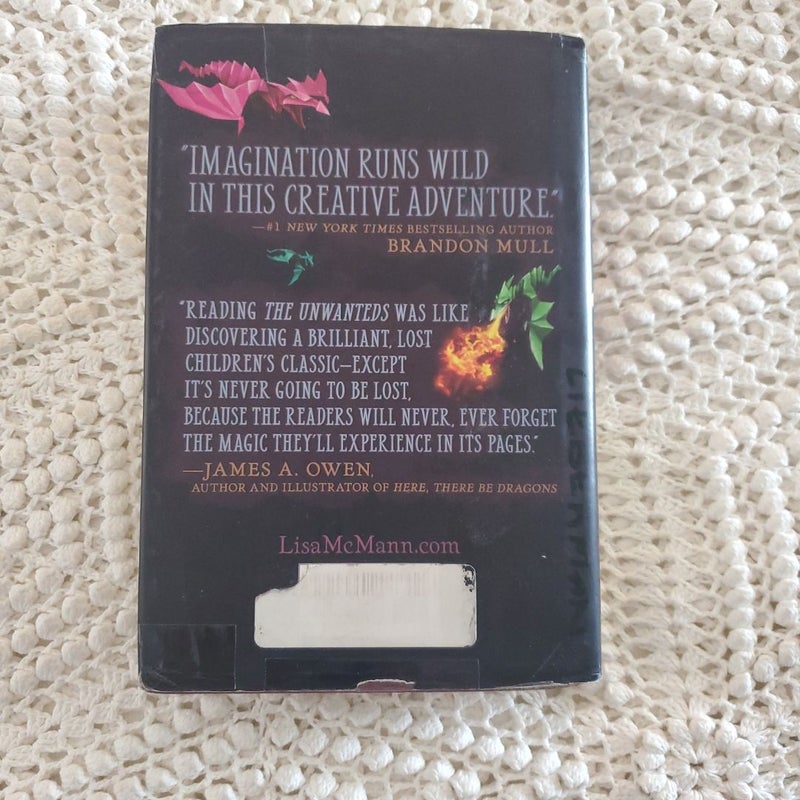 "IMAGINATION RUNS WILD
IN THIS CREATIVE ADVENTURE."
—#1 NEW YORK TIMES BESTSELLING AUTHOR
BRANDON MULL
"READING THE UNWANTEDS WAS LIKE
DISCOVERING A BRILLIANT, LOST
CHILDREN'S CLASSIC—EXCEPT
IT'S NEVER GOING TO BE LOST,
BECAUSE THE READERS WILL NEVER, EVER FORGET
THE MAGIC THEY'LL EXPERIENCE IN ITS PAGES."
—JAMES A. OWEN,
AUTHOR AND ILLUSTRATOR OF HERE, THERE BE DRAGONS
LisaMcMann.com